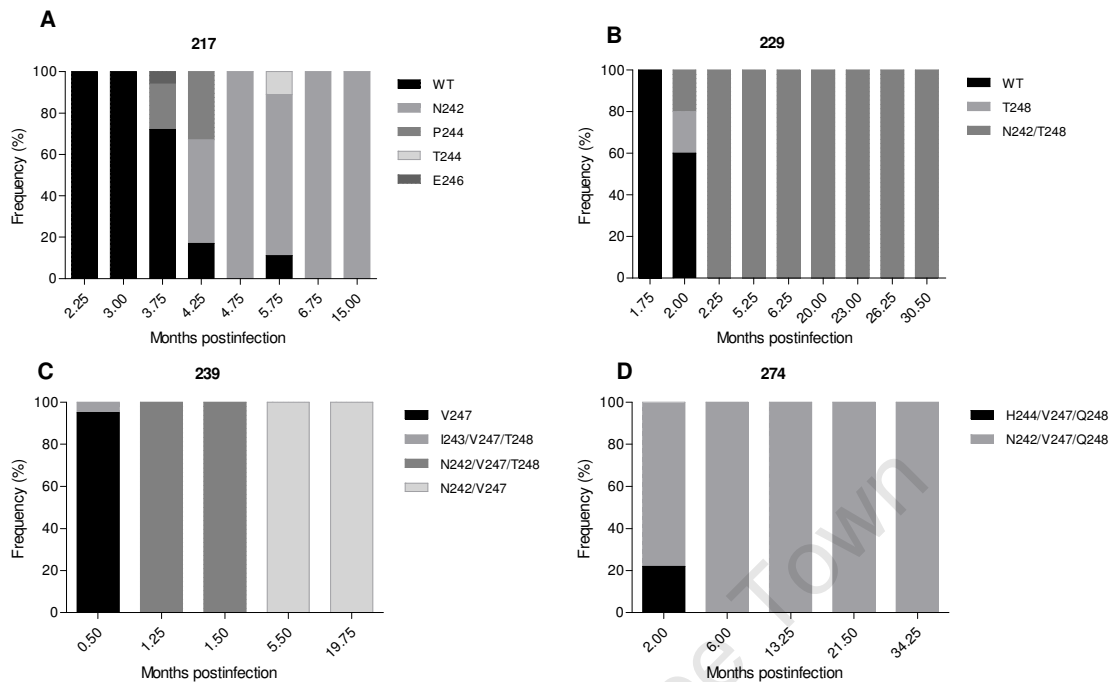 A
217
Frequency (%)
100
80
60
40
20
0
2.25 3.00 3.75 4.25 4.75 5.75 6.75 15.00
Months postinfection
WT
N242
P244
T244
E246
B
229
Frequency (%)
100
80
60
40
20
0
1.75 2.00 2.25 5.25 6.25 20.00 23.00 26.25 30.50
Months postinfection
WT
T248
N242/T248
C
239
Frequency (%)
100
80
60
40
20
0
0.50 1.25 1.50 5.50 19.75
Months postinfection
V247
I243/V247/T248
N242/V247/T248
N242/V247
D
274
Frequency (%)
100
80
60
40
20
0
2.00 6.00 13.25 21.50 34.25
Months postinfection
H244/V247/Q248
N242/V247/Q248
Town